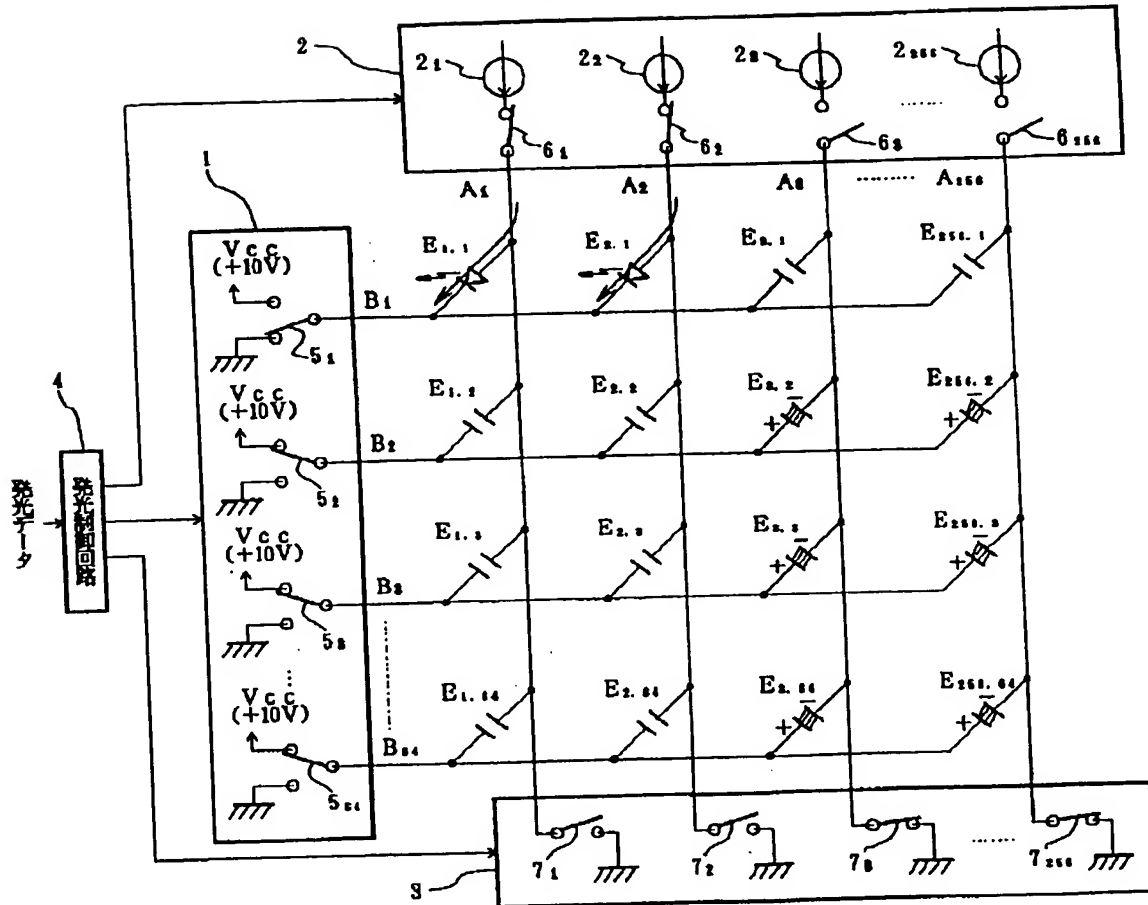 2
2₁
2₂
2₃
2₂₅₆
6₁
6₂
6₃
6₂₅₆
A₁
A₂
A₃
A₂₅₆
1
Vcc
(+10V)
B₁
5₁
E₁.₁
E₂.₁
E₃.₁
E₂₅₆.₁
Vcc
(+10V)
B₂
5₂
E₁.₂
E₂.₂
E₃.₂
E₂₅₆.₂
+ −
+ −
4
発光データ
発光制御回路
Vcc
(+10V)
B₃
5₃
E₁.₃
E₂.₃
E₃.₃
E₂₅₆.₃
+ −
+ −
Vcc
(+10V)
B₆₄
5₆₄
E₁.₆₄
E₂.₆₄
E₃.₆₄
E₂₅₆.₆₄
+ −
+ −
3
7₁
7₂
7₃
7₂₅₆